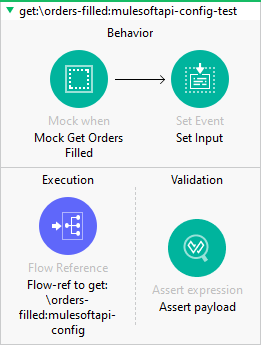 get:\orders-filled:mulesoftapi-config-test
Behavior
Mock when
Mock Get Orders
Filled
Set Event
Set Input
Execution
Flow Reference
Flow-ref to get:
\orders-
filled:mulesoftapi-
config
Validation
Assert expression
Assert payload